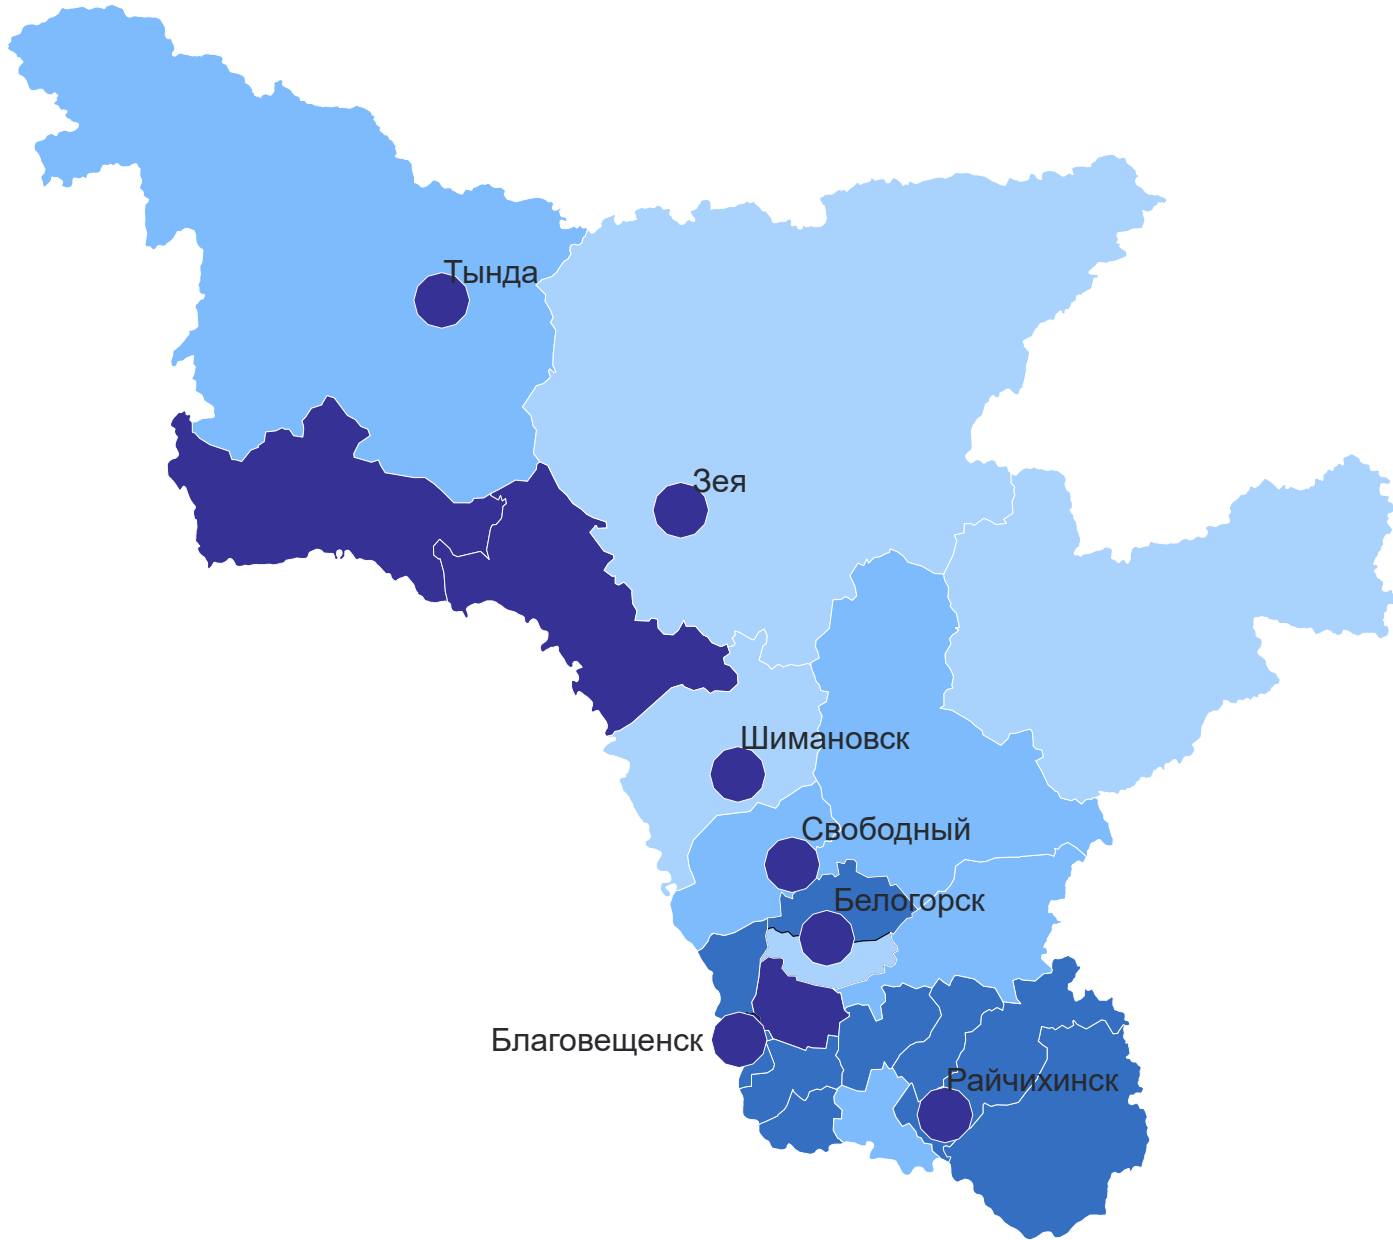 Тында
Зея
Шимановск
Свободный
Белогорск
Благовещенск
Райчихинск